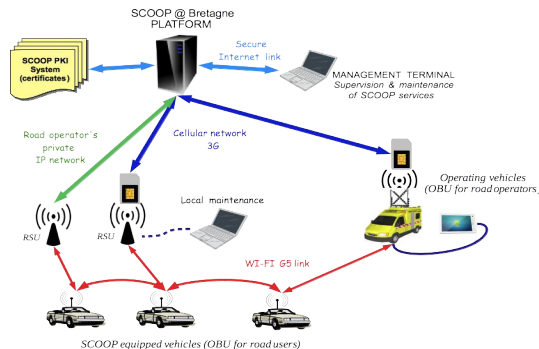 SCOOP @ Bretagne
PLATFORM
Secure
Internet link
SCOOP PKI
System
(certificates)
MANAGEMENT TERMINAL
Supervision & maintenance
of SCOOP services
Road operator's
private
IP network
Cellular network
3G
Operating vehicles
(OBU for road operators)
Local maintenance
RSU
RSU
WI-FI G5 link
SCOOP equipped vehicles (OBU for road users)